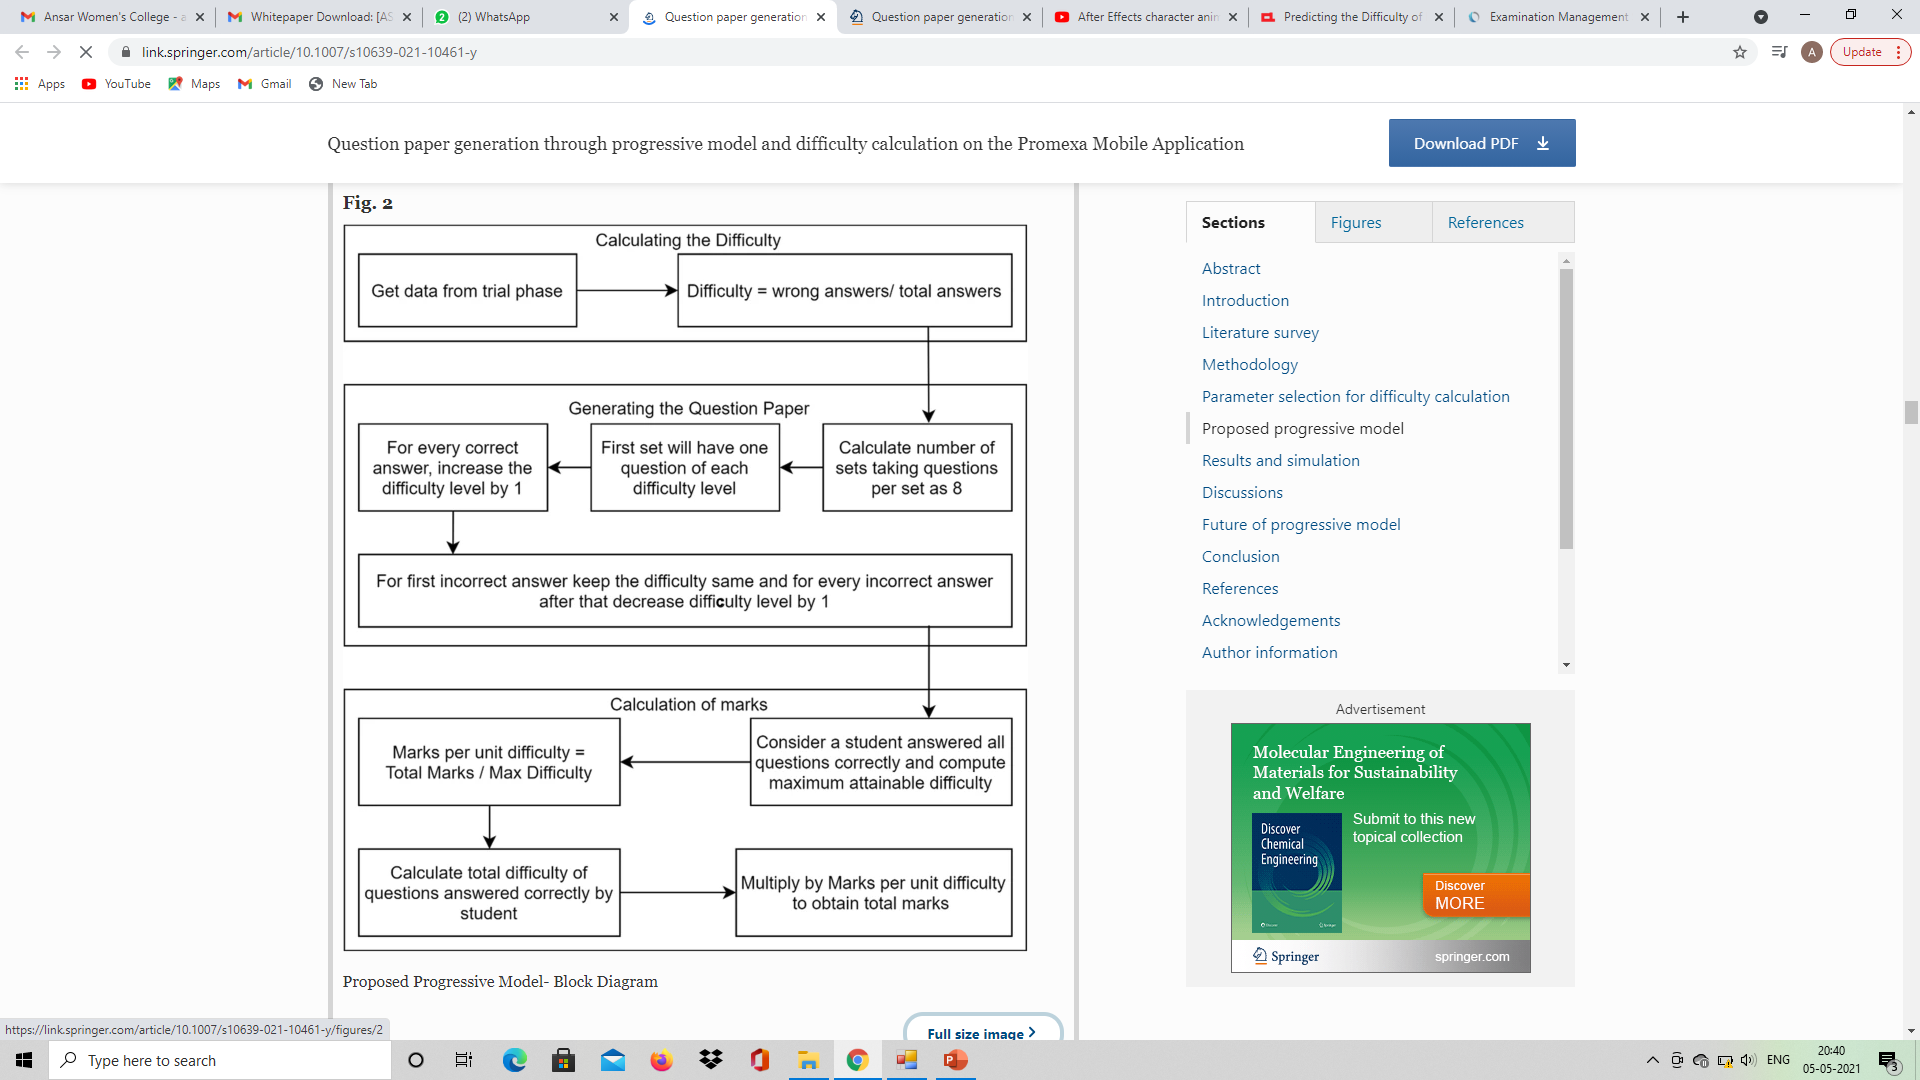 Ansar Women's College - a
Whitepaper Download: [AS
(2) WhatsApp
Question paper generation
Question paper generation
After Effects character anim
Predicting the Difficulty of
Examination Management
link.springer.com/article/10.1007/s10639-021-10461-y
A
Update
Apps
YouTube
Maps
Gmail
New Tab
Question paper generation through progressive model and difficulty calculation on the Promexa Mobile Application
Download PDF
Fig. 2
Calculating the Difficulty
Get data from trial phase
Difficulty = wrong answers/ total answers
Generating the Question Paper
For every correct
answer, increase the
difficulty level by 1
First set will have one
question of each
difficulty level
Calculate number of
sets taking questions
per set as 8
For first incorrect answer keep the difficulty same and for every incorrect answer
after that decrease difficulty level by 1
Calculation of marks
Marks per unit difficulty =
Total Marks / Max Difficulty
Consider a student answered all
questions correctly and compute
maximum attainable difficulty
Calculate total difficulty of
questions answered correctly by
student
Multiply by Marks per unit difficulty
to obtain total marks
Proposed Progressive Model- Block Diagram
Full size image
Sections
Figures
References
Abstract
Introduction
Literature survey
Methodology
Parameter selection for difficulty calculation
Proposed progressive model
Results and simulation
Discussions
Future of progressive model
Conclusion
References
Acknowledgements
Author information
Advertisement
Molecular Engineering of
Materials for Sustainability
and Welfare
Submit to this new
topical collection
Discover
Chemical
Engineering
Discover
MORE
Springer
springer.com
https://link.springer.com/article/10.1007/s10639-021-10461-y/figures/2
Type here to search
ENG
20:40
05-05-2021
3